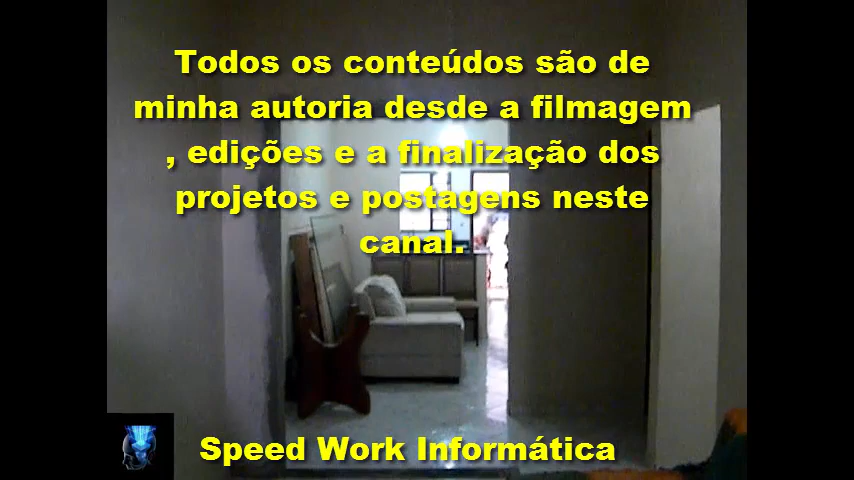 Todos os conteúdos são de
minha autoria desde a filmagem
, edições e a finalização dos
projetos e postagens neste
canal.
Speed Work Informática